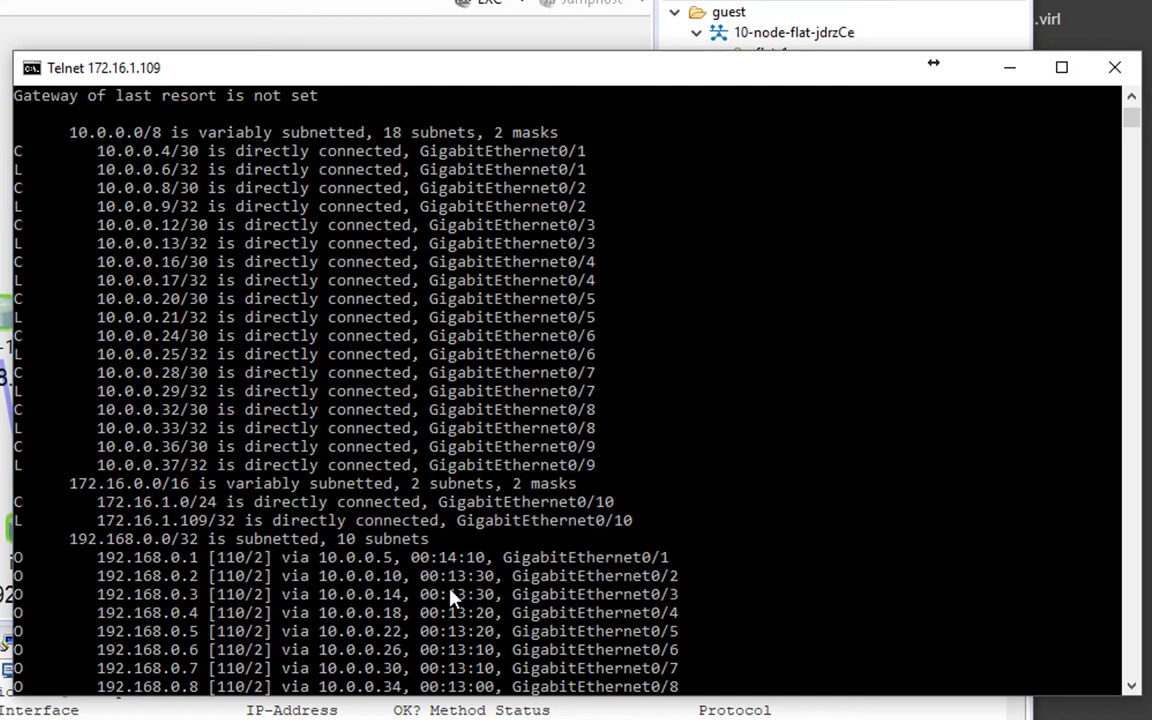 guest
.virl
10-node-flat-jdrzCe
Telnet 172.16.1.109
Gateway of last resort is not set
10.0.0.0/8 is variably subnetted, 18 subnets, 2 masks
C 10.0.0.4/30 is directly connected, GigabitEthernet0/1
L 10.0.0.6/32 is directly connected, GigabitEthernet0/1
C 10.0.0.8/30 is directly connected, GigabitEthernet0/2
L 10.0.0.9/32 is directly connected, GigabitEthernet0/2
C 10.0.0.12/30 is directly connected, GigabitEthernet0/3
L 10.0.0.13/32 is directly connected, GigabitEthernet0/3
C 10.0.0.16/30 is directly connected, GigabitEthernet0/4
L 10.0.0.17/32 is directly connected, GigabitEthernet0/4
C 10.0.0.20/30 is directly connected, GigabitEthernet0/5
L 10.0.0.21/32 is directly connected, GigabitEthernet0/5
C 10.0.0.24/30 is directly connected, GigabitEthernet0/6
L 10.0.0.25/32 is directly connected, GigabitEthernet0/6
C 10.0.0.28/30 is directly connected, GigabitEthernet0/7
L 10.0.0.29/32 is directly connected, GigabitEthernet0/7
C 10.0.0.32/30 is directly connected, GigabitEthernet0/8
L 10.0.0.33/32 is directly connected, GigabitEthernet0/8
C 10.0.0.36/30 is directly connected, GigabitEthernet0/9
L 10.0.0.37/32 is directly connected, GigabitEthernet0/9
172.16.0.0/16 is variably subnetted, 2 subnets, 2 masks
C 172.16.1.0/24 is directly connected, GigabitEthernet0/10
L 172.16.1.109/32 is directly connected, GigabitEthernet0/10
192.168.0.0/32 is subnetted, 10 subnets
O 192.168.0.1 [110/2] via 10.0.0.5, 00:14:10, GigabitEthernet0/1
O 192.168.0.2 [110/2] via 10.0.0.10, 00:13:30, GigabitEthernet0/2
O 192.168.0.3 [110/2] via 10.0.0.14, 00:13:30, GigabitEthernet0/3
O 192.168.0.4 [110/2] via 10.0.0.18, 00:13:20, GigabitEthernet0/4
O 192.168.0.5 [110/2] via 10.0.0.22, 00:13:20, GigabitEthernet0/5
O 192.168.0.6 [110/2] via 10.0.0.26, 00:13:10, GigabitEthernet0/6
O 192.168.0.7 [110/2] via 10.0.0.30, 00:13:10, GigabitEthernet0/7
O 192.168.0.8 [110/2] via 10.0.0.34, 00:13:00, GigabitEthernet0/8
Interface IP-Address OK? Method Status Protocol